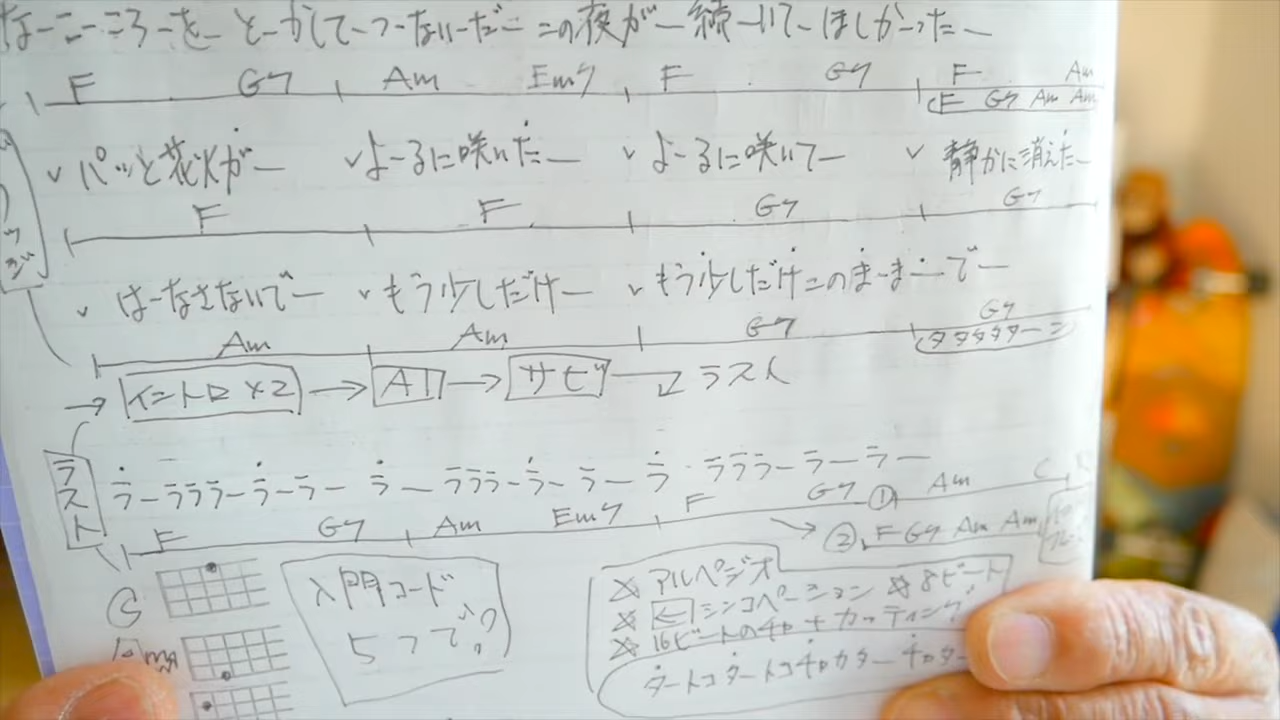 なーこーころーをーとーかしてーつーないーだー この夜がー続ーいてーほしかーったー
F G7 Am Em7 F G7 F Am
F G7 Am Am
✓パッと花火がー ✓よーるに咲いたー ✓よーるに咲いてー ✓静かに消えたー
F F G7 G7
✓はーなさないでー ✓もう少しだけー ✓もう少しだけこのまーまーでー
Am Am G7 G7
タタタタターン
→ イントロ×2 → A1 → サビ → ラスト
ラスト
ラーラララーラーラー ラー ラララーラー ラー ラ・ラララーラーラー
F G7 Am Em7 F G7 ① Am C
→ ② F G7 Am Am
G
入門コード
5つで!?
☆アルペジオ
☆←シンコペーション ☆8ビート
☆16ビートのチャカカッティング
タートコタートコチャカターチャカター